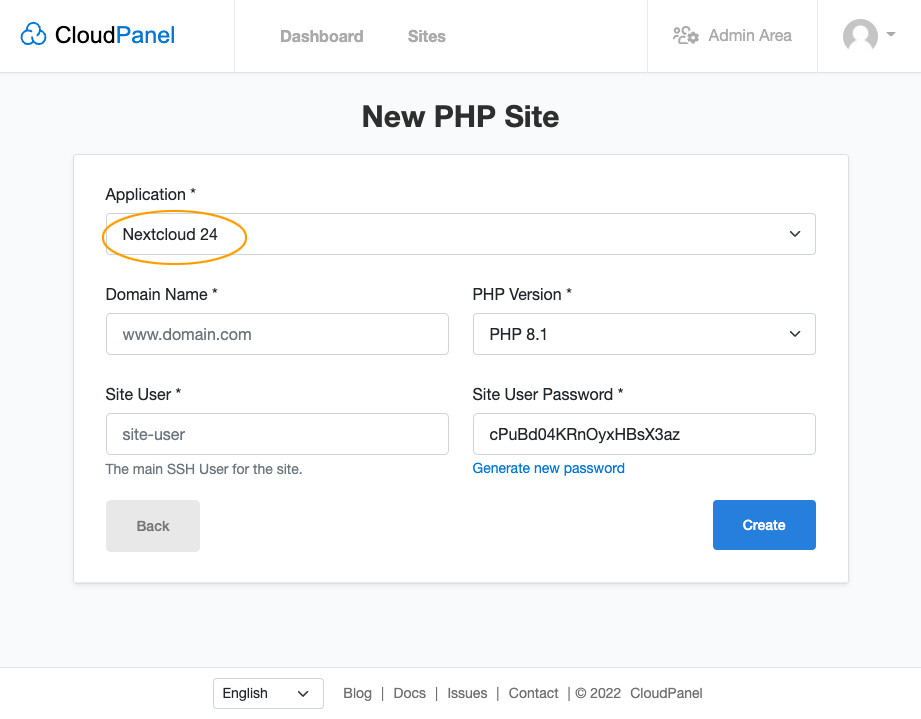 CloudPanel Dashboard Sites Admin Area
New PHP Site
Application *
Nextcloud 24
Domain Name * PHP Version *
www.domain.com PHP 8.1
Site User * Site User Password *
site-user cPuBd04KRnOyxHBsX3az
The main SSH User for the site. Generate new password
Back Create
English Blog | Docs | Issues | Contact | © 2022 CloudPanel